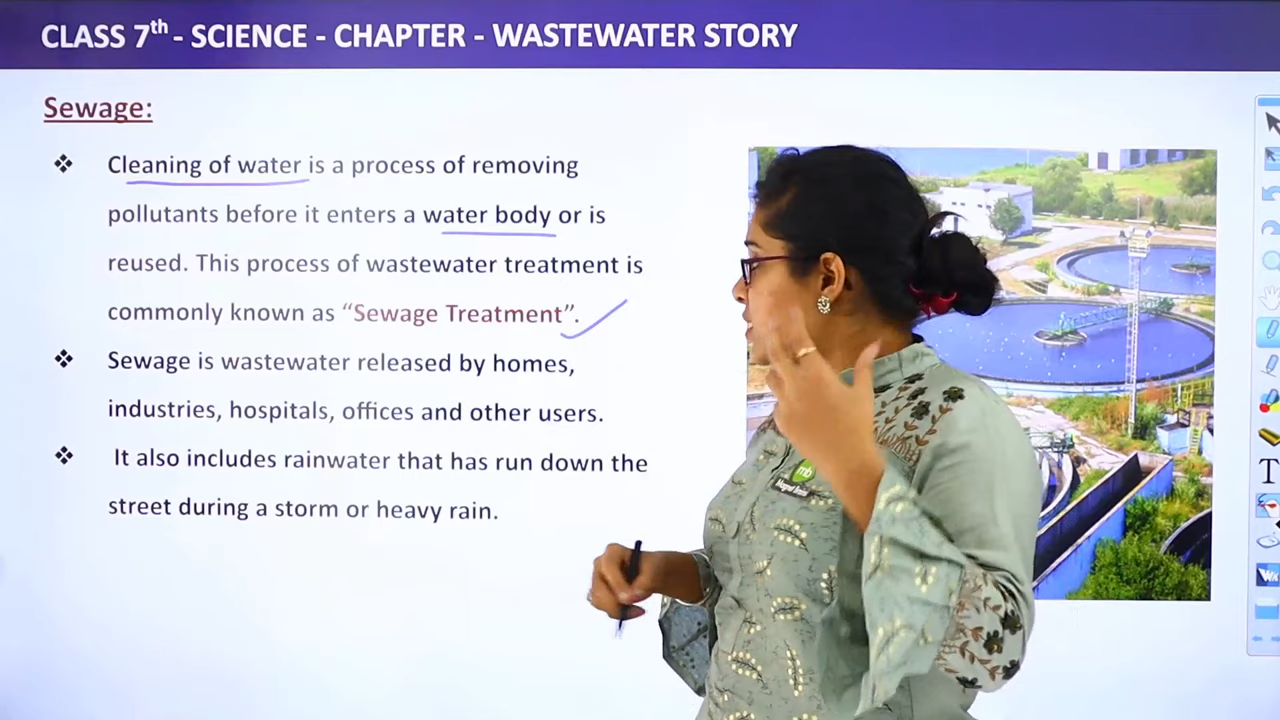 CLASS 7th - SCIENCE - CHAPTER - WASTEWATER STORY
Sewage:
❖ Cleaning of water is a process of removing
pollutants before it enters a water body or is
reused. This process of wastewater treatment is
commonly known as “Sewage Treatment”.
❖ Sewage is wastewater released by homes,
industries, hospitals, offices and other users.
❖ It also includes rainwater that has run down the
street during a storm or heavy rain.
mb
Magnet Brains
T